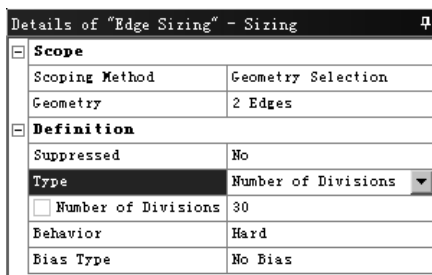 Details of "Edge Sizing" - Sizing
Scope
Scoping Method Geometry Selection
Geometry 2 Edges
Definition
Suppressed No
Type Number of Divisions
Number of Divisions 30
Behavior Hard
Bias Type No Bias